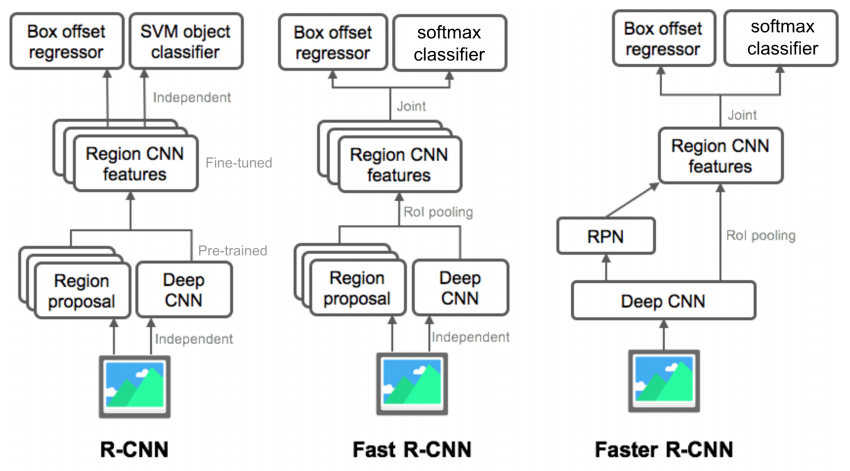 Box offset
regressor
SVM object
classifier
Independent
Region CNN
features
Fine-tuned
Pre-trained
Region
proposal
Deep
CNN
Independent
R-CNN
Box offset
regressor
softmax
classifier
Joint
Region CNN
features
RoI pooling
Region
proposal
Deep
CNN
Independent
Fast R-CNN
Box offset
regressor
softmax
classifier
Joint
Region CNN
features
RPN
RoI pooling
Deep CNN
Faster R-CNN